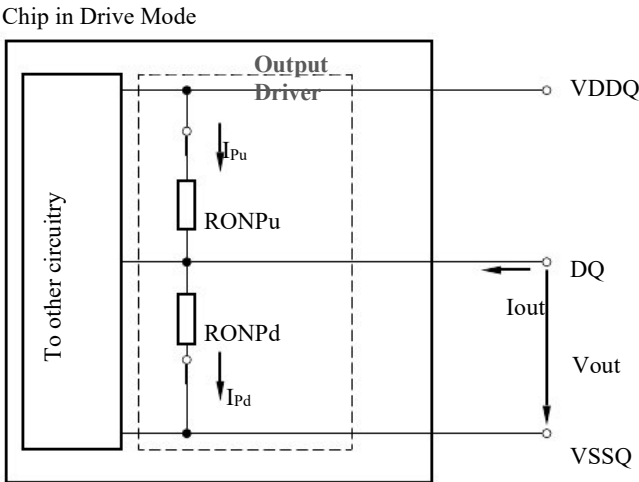 Chip in Drive Mode
Output
Driver
VDDQ
IPu
To other circuitry
RONPu
DQ
Iout
RONPd
Vout
IPd
VSSQ